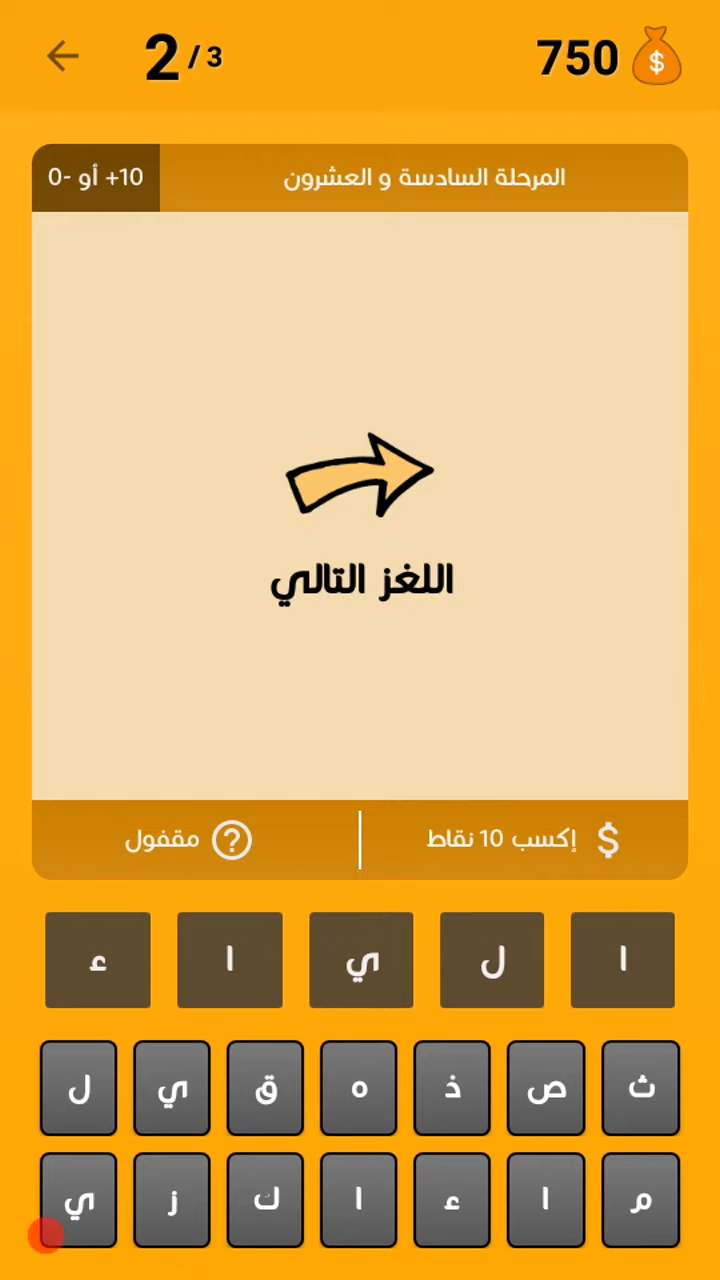 2 / 3
750 $
+10 أو -0
المرحلة السادسة و العشرون
اللغز التالي
$ إكسب 10 نقاط
? مقفول
ا ل ي ا ء
ث ص ذ ه ق ي ل
م ا ء ا ك ز ي